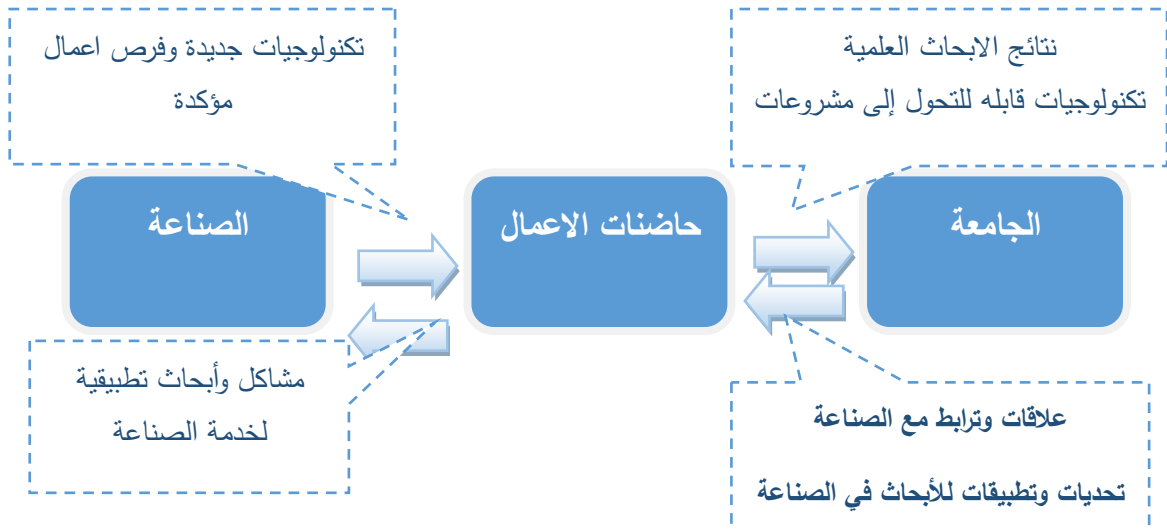 نتائج الابحاث العلمية
تكنولوجيات قابله للتحول إلى مشروعات
تكنولوجيات جديدة وفرص اعمال
مؤكدة
الجامعة
حاضنات الاعمال
الصناعة
علاقات وترابط مع الصناعة
تحديات وتطبيقات للأبحاث في الصناعة
مشاكل وأبحاث تطبيقية
لخدمة الصناعة